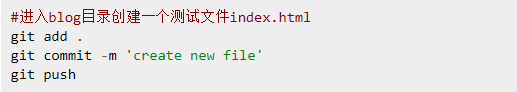 #进入blog目录创建一个测试文件index.html
git add .
git commit -m 'create new file'
git push